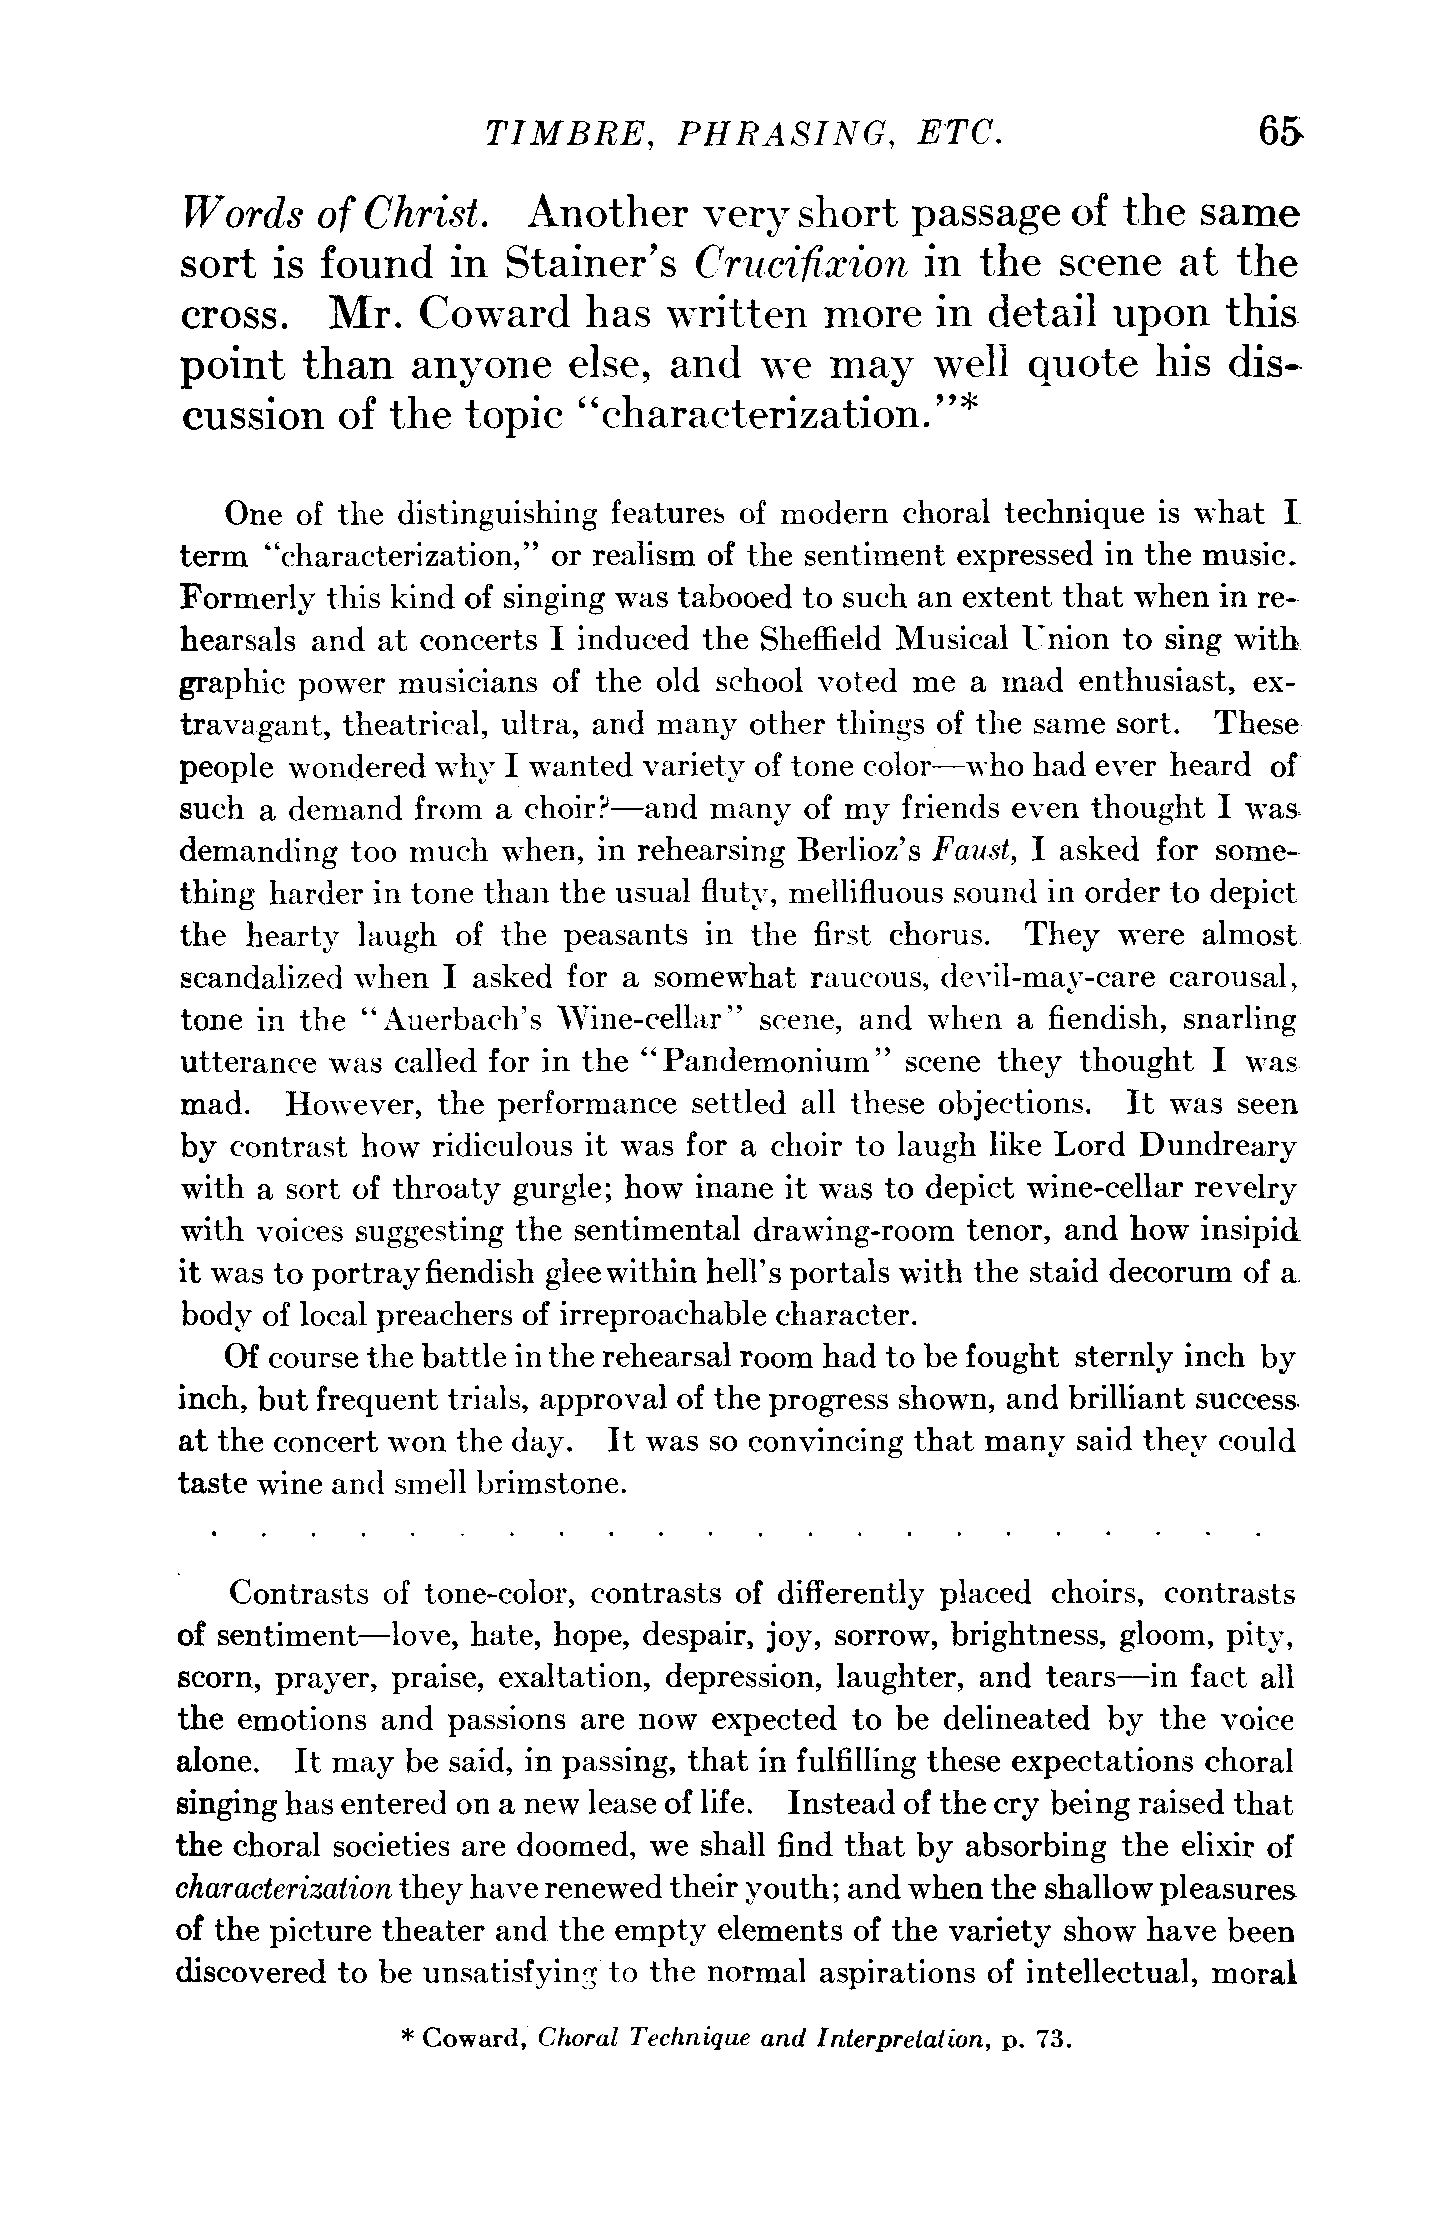 TIMBRE, PHRASING, ETC. 65
Words of Christ. Another very short passage of the same
sort is found in Stainer's Crucifixion in the scene at the
cross. Mr. Coward has written more in detail upon this
point than anyone else, and we may well quote his dis-
cussion of the topic "characterization."*
One of the distinguishing features of modern choral technique is what I
term "characterization," or realism of the sentiment expressed in the music.
Formerly this kind of singing was tabooed to such an extent that when in re-
hearsals and at concerts I induced the Sheffield Musical Union to sing with
graphic power musicians of the old school voted me a mad enthusiast, ex-
travagant, theatrical, ultra, and many other things of the same sort. These
people wondered why I wanted variety of tone color—who had ever heard of
such a demand from a choir?—and many of my friends even thought I was
demanding too much when, in rehearsing Berlioz's Faust, I asked for some-
thing harder in tone than the usual fluty, mellifluous sound in order to depict
the hearty laugh of the peasants in the first chorus. They were almost
scandalized when I asked for a somewhat raucous, devil-may-care carousal,
tone in the "Auerbach's Wine-cellar" scene, and when a fiendish, snarling
utterance was called for in the "Pandemonium" scene they thought I was
mad. However, the performance settled all these objections. It was seen
by contrast how ridiculous it was for a choir to laugh like Lord Dundreary
with a sort of throaty gurgle; how inane it was to depict wine-cellar revelry
with voices suggesting the sentimental drawing-room tenor, and how insipid
it was to portray fiendish glee within hell's portals with the staid decorum of a
body of local preachers of irreproachable character.
Of course the battle in the rehearsal room had to be fought sternly inch by
inch, but frequent trials, approval of the progress shown, and brilliant success
at the concert won the day. It was so convincing that many said they could
taste wine and smell brimstone.
. . . . . . . . . . . . . . . . . . . . . .
Contrasts of tone-color, contrasts of differently placed choirs, contrasts
of sentiment—love, hate, hope, despair, joy, sorrow, brightness, gloom, pity,
scorn, prayer, praise, exaltation, depression, laughter, and tears—in fact all
the emotions and passions are now expected to be delineated by the voice
alone. It may be said, in passing, that in fulfilling these expectations choral
singing has entered on a new lease of life. Instead of the cry being raised that
the choral societies are doomed, we shall find that by absorbing the elixir of
characterization they have renewed their youth; and when the shallow pleasures
of the picture theater and the empty elements of the variety show have been
discovered to be unsatisfying to the normal aspirations of intellectual, moral
* Coward, Choral Technique and Interpretation, p. 73.